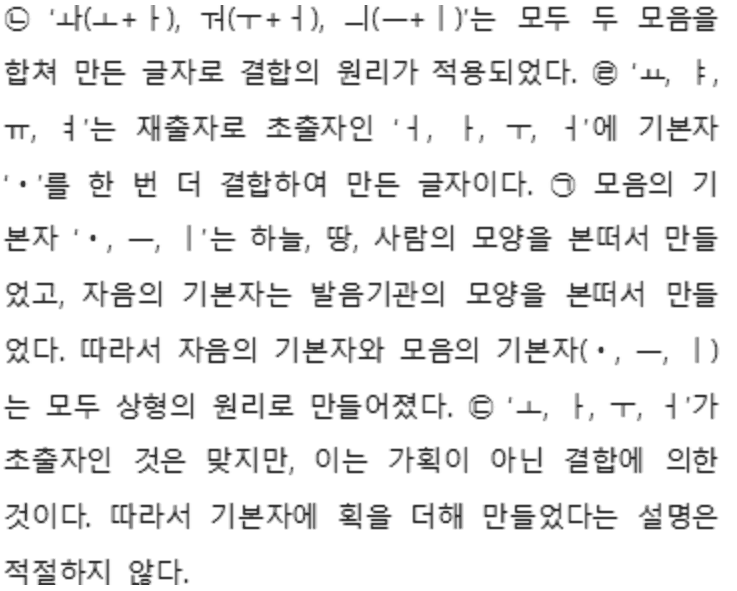 ㉡ ‘ㅘ(ㅗ+ㅏ), ㅝ(ㅜ+ㅓ), ㅢ(ㅡ+ㅣ)’는 모두 두 모음을
합쳐 만든 글자로 결합의 원리가 적용되었다. ㉣ ‘ㅛ, ㅑ,
ㅠ, ㅕ’는 재출자로 초출자인 ‘ㅓ, ㅏ, ㅜ, ㅓ’에 기본자
‘ㆍ’를 한 번 더 결합하여 만든 글자이다. ㉠ 모음의 기
본자 ‘ㆍ, ㅡ, ㅣ’는 하늘, 땅, 사람의 모양을 본떠서 만들
었고, 자음의 기본자는 발음기관의 모양을 본떠서 만들
었다. 따라서 자음의 기본자와 모음의 기본자(ㆍ, ㅡ, ㅣ)
는 모두 상형의 원리로 만들어졌다. ㉢ ‘ㅗ, ㅏ, ㅜ, ㅓ’가
초출자인 것은 맞지만, 이는 가획이 아닌 결합에 의한
것이다. 따라서 기본자에 획을 더해 만들었다는 설명은
적절하지 않다.